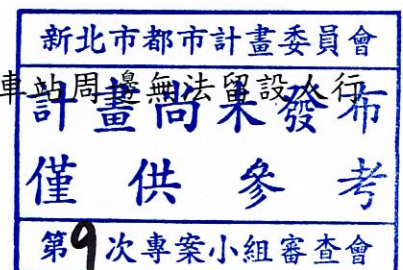 新北市都市計畫委員會
車站周邊無法留設人行
計畫尚未發布
僅供參考
第9次專案小組審查會